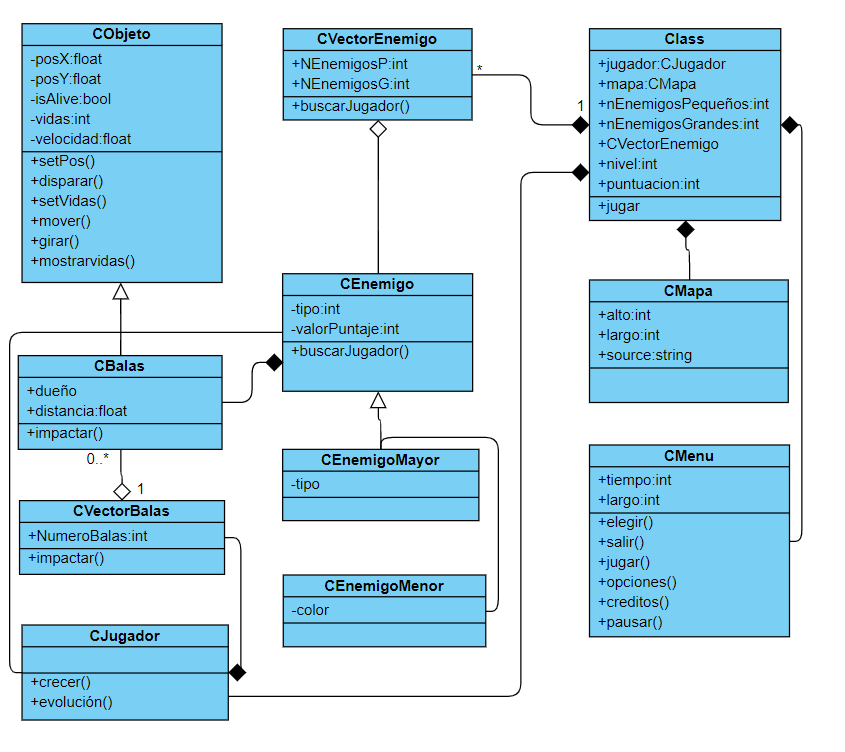 CObjeto
-posX:float
-posY:float
-isAlive:bool
-vidas:int
-velocidad:float
+setPos()
+disparar()
+setVidas()
+mover()
+girar()
+mostrarvidas()
CVectorEnemigo
+NEnemigosP:int
+NEnemigosG:int
+buscarJugador()
*
1
Class
+jugador:CJugador
+mapa:CMapa
+nEnemigosPequeños:int
+nEnemigosGrandes:int
+CVectorEnemigo
+nivel:int
+puntuacion:int
+jugar
CEnemigo
-tipo:int
-valorPuntaje:int
+buscarJugador()
CMapa
+alto:int
+largo:int
+source:string
CBalas
+dueño
+distancia:float
+impactar()
0..*
1
CVectorBalas
+NumeroBalas:int
+impactar()
CEnemigoMayor
-tipo
CEnemigoMenor
-color
CMenu
+tiempo:int
+largo:int
+elegir()
+salir()
+jugar()
+opciones()
+creditos()
+pausar()
CJugador
+crecer()
+evolución()